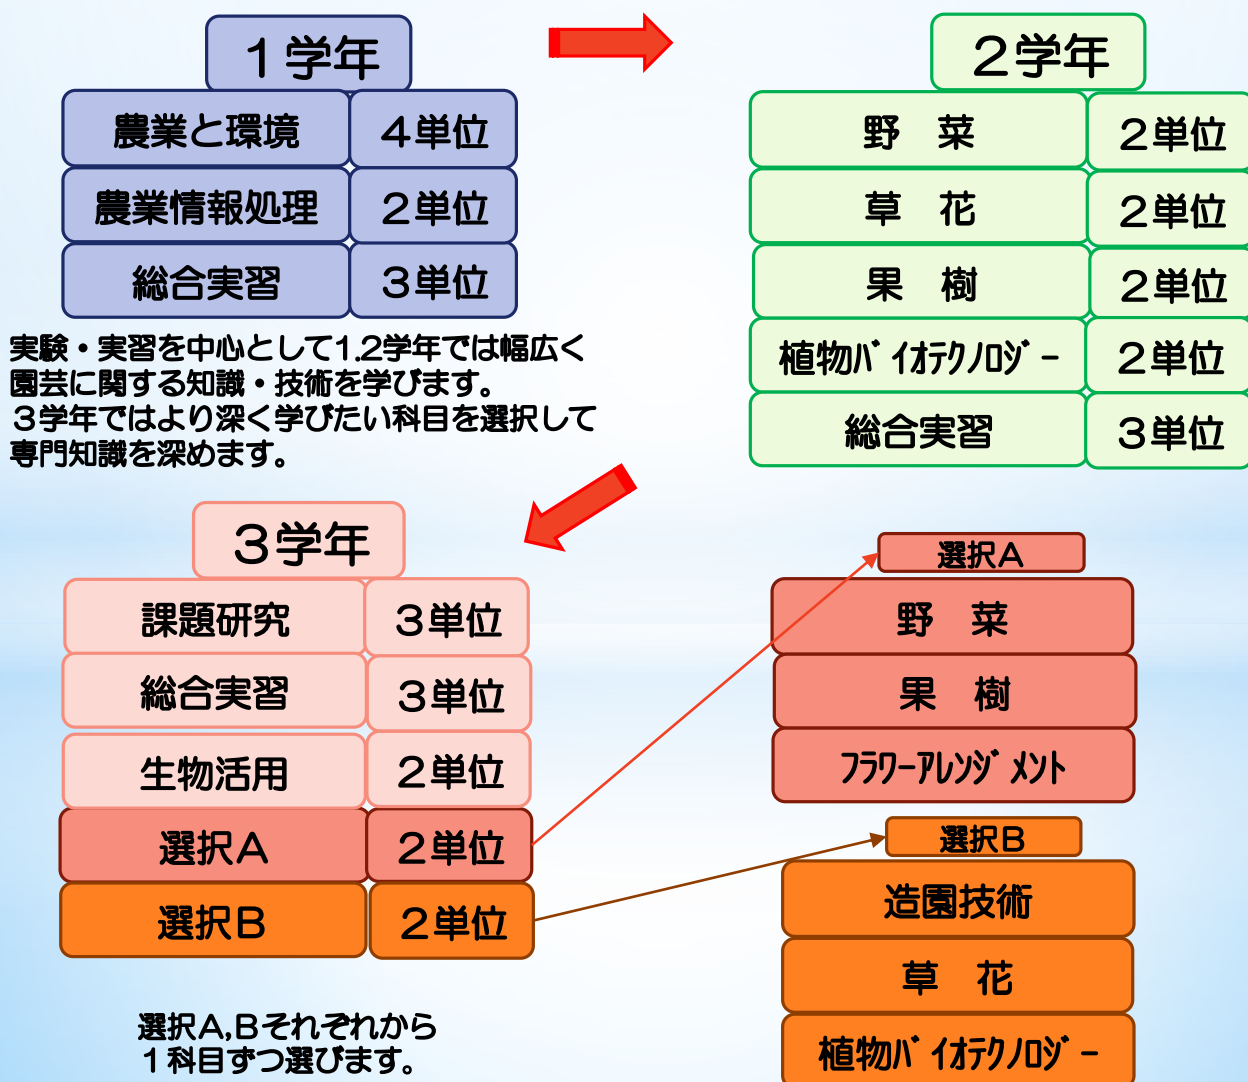 １学年
農業と環境 ４単位
農業情報処理 ２単位
総合実習 ３単位
２学年
野　菜 ２単位
草　花 ２単位
果　樹 ２単位
植物ﾊﾞｲｵﾃｸﾉﾛｼﾞｰ ２単位
総合実習 ３単位
実験・実習を中心として1.2学年では幅広く
園芸に関する知識・技術を学びます。
３学年ではより深く学びたい科目を選択して
専門知識を深めます。
３学年
課題研究 ３単位
総合実習 ３単位
生物活用 ２単位
選択Ａ ２単位
選択Ｂ ２単位
選択Ａ,Ｂそれぞれから
１科目ずつ選びます。
選択Ａ
野　菜
果　樹
ﾌﾗﾜｰｱﾚﾝｼﾞﾒﾝﾄ
選択Ｂ
造園技術
草　花
植物ﾊﾞｲｵﾃｸﾉﾛｼﾞｰ